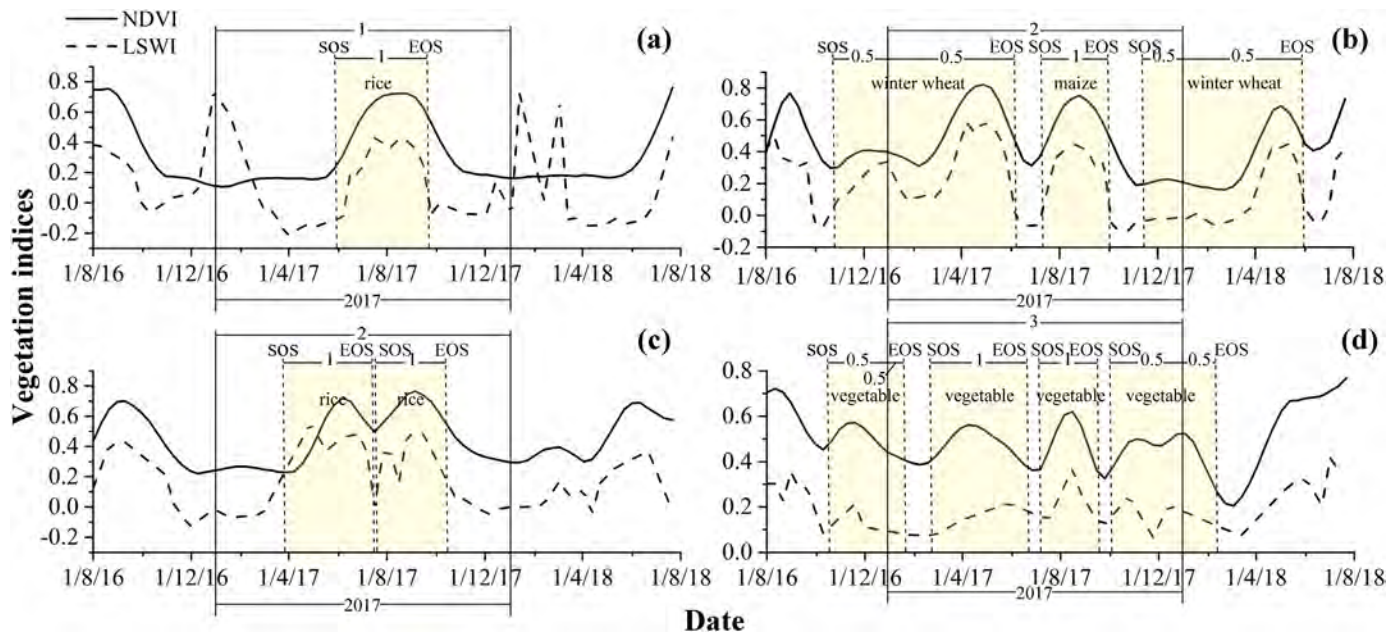 NDVI
LSWI
Vegetation indices
Date
(a)
1
SOS EOS
1
rice
0.8
0.6
0.4
0.2
0.0
-0.2
1/8/16 1/12/16 1/4/17 1/8/17 1/12/17 1/4/18 1/8/18
2017
(b)
2
SOS EOS SOS EOS SOS EOS
0.5 0.5 1 0.5 0.5
winter wheat maize winter wheat
0.8
0.6
0.4
0.2
0.0
-0.2
1/8/16 1/12/16 1/4/17 1/8/17 1/12/17 1/4/18 1/8/18
2017
(c)
2
SOS EOS SOS EOS
1 1
rice rice
0.8
0.6
0.4
0.2
0.0
-0.2
1/8/16 1/12/16 1/4/17 1/8/17 1/12/17 1/4/18 1/8/18
2017
(d)
3
SOS EOS SOS EOS SOS EOS SOS EOS
0.5 0.5 1 1 0.5 0.5
vegetable vegetable vegetable vegetable
0.8
0.6
0.4
0.2
0.0
1/8/16 1/12/16 1/4/17 1/8/17 1/12/17 1/4/18 1/8/18
2017